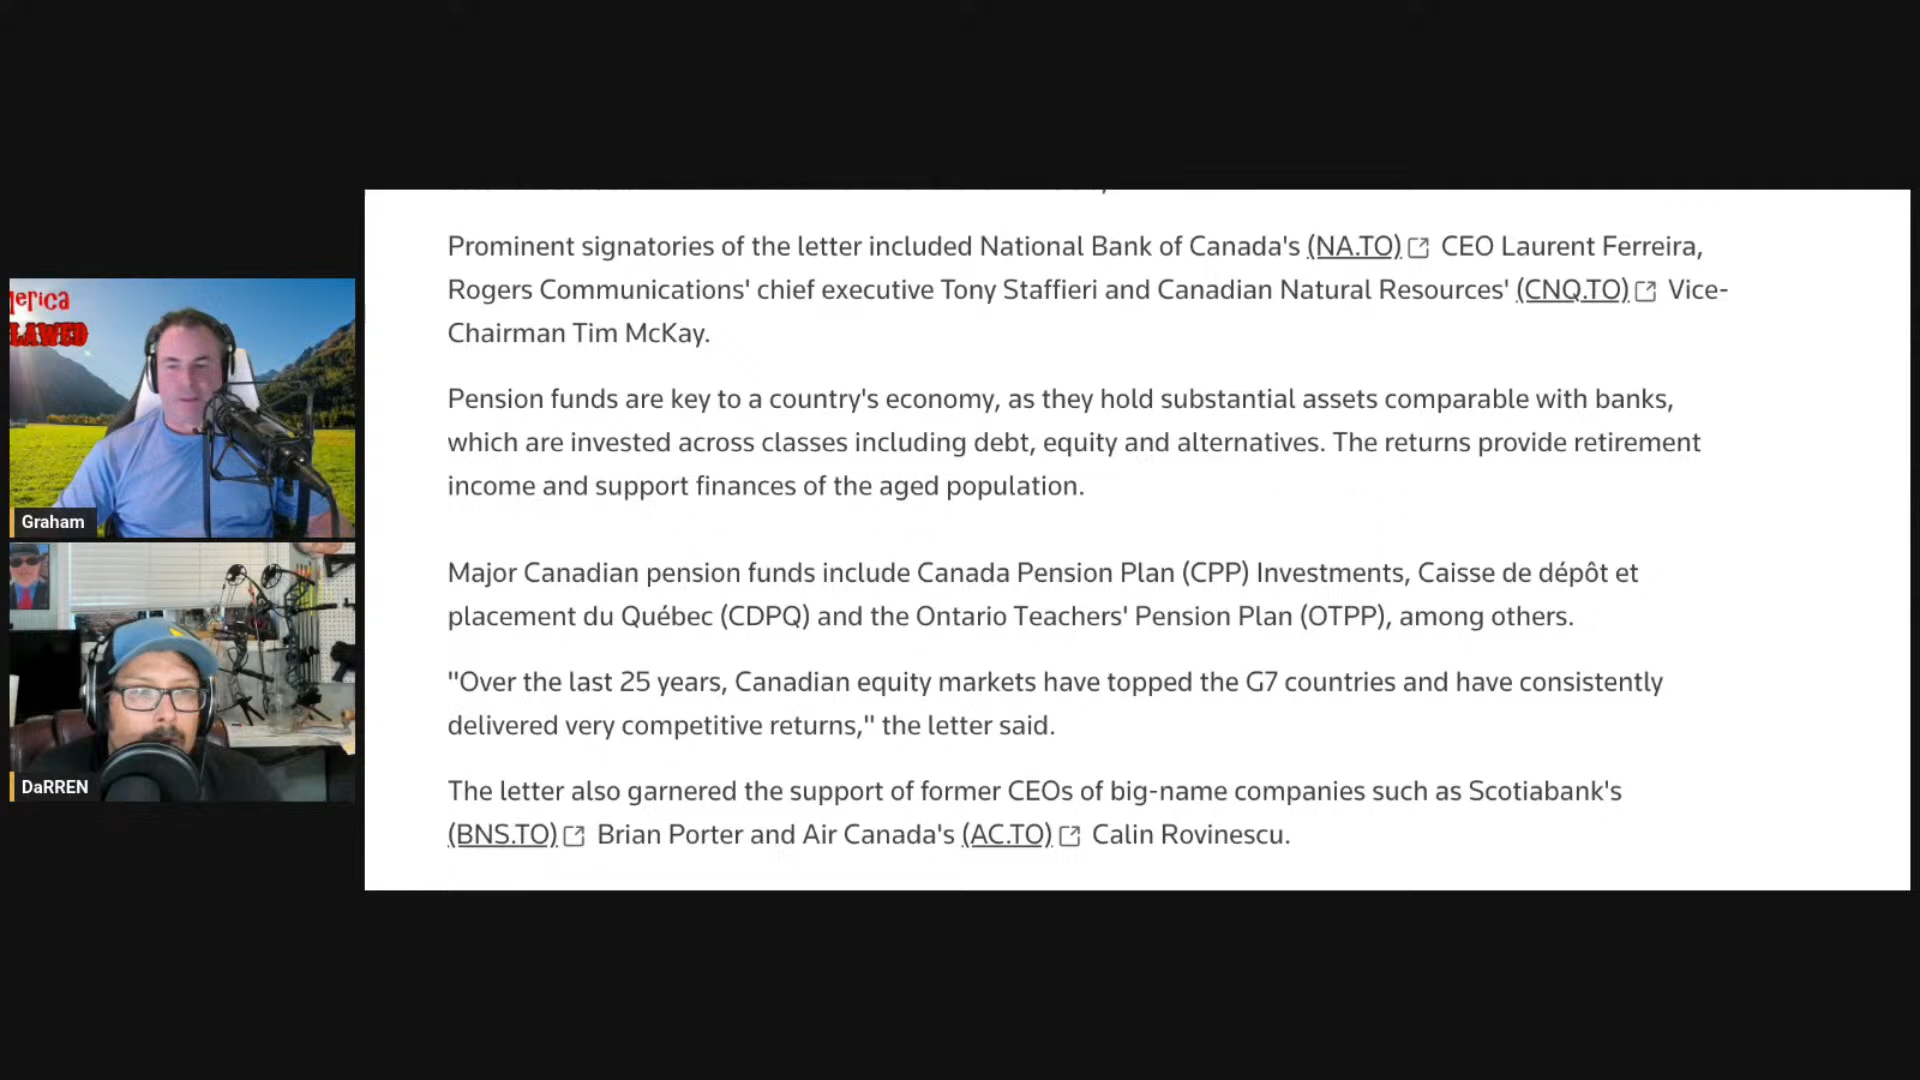 erica
LAWED
Graham
DaRREN
Prominent signatories of the letter included National Bank of Canada's (NA.TO) CEO Laurent Ferreira,
Rogers Communications' chief executive Tony Staffieri and Canadian Natural Resources' (CNQ.TO) Vice-
Chairman Tim McKay.
Pension funds are key to a country's economy, as they hold substantial assets comparable with banks,
which are invested across classes including debt, equity and alternatives. The returns provide retirement
income and support finances of the aged population.
Major Canadian pension funds include Canada Pension Plan (CPP) Investments, Caisse de dépôt et
placement du Québec (CDPQ) and the Ontario Teachers' Pension Plan (OTPP), among others.
"Over the last 25 years, Canadian equity markets have topped the G7 countries and have consistently
delivered very competitive returns," the letter said.
The letter also garnered the support of former CEOs of big-name companies such as Scotiabank's
(BNS.TO) Brian Porter and Air Canada's (AC.TO) Calin Rovinescu.